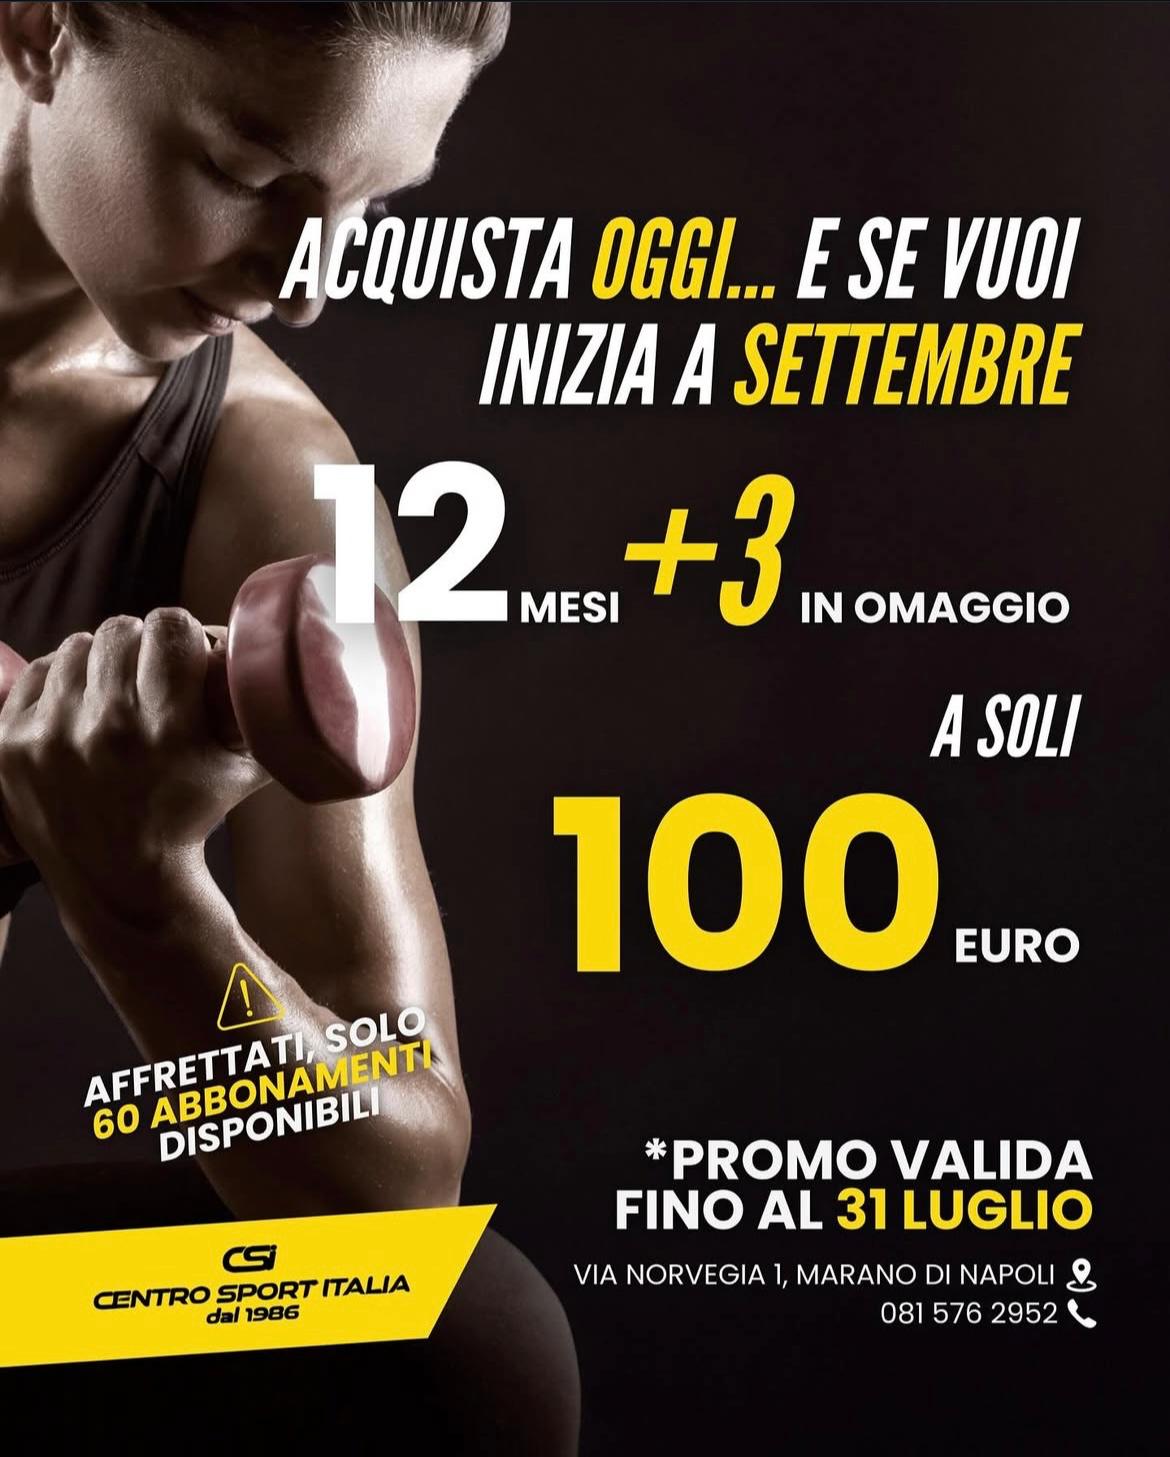 ACQUISTA OGGI... E SE VUOI
INIZIA A SETTEMBRE
12 MESI +3 IN OMAGGIO
A SOLI
100 EURO
AFFRETTATI, SOLO
60 ABBONAMENTI
DISPONIBILI
*PROMO VALIDA
FINO AL 31 LUGLIO
VIA NORVEGIA 1, MARANO DI NAPOLI
081 576 2952
CSi
CENTRO SPORT ITALIA
dal 1986